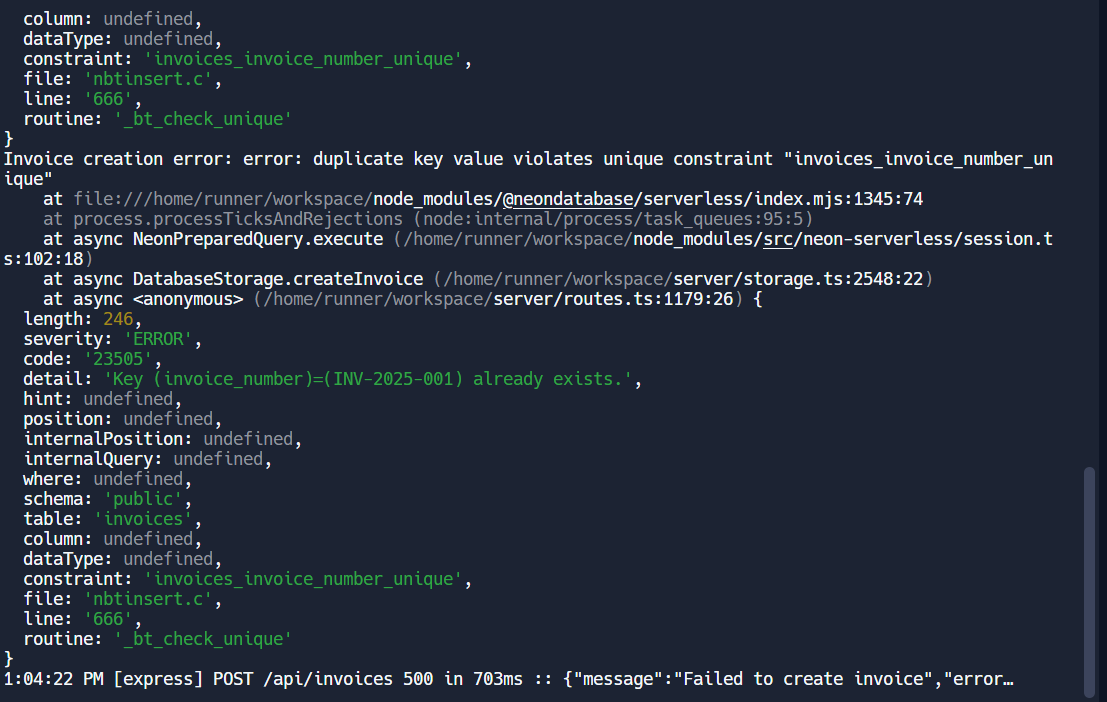 column: undefined,
dataType: undefined,
constraint: 'invoices_invoice_number_unique',
file: 'nbtinsert.c',
line: '666',
routine: '_bt_check_unique'
}
Invoice creation error: error: duplicate key value violates unique constraint "invoices_invoice_number_un
ique"
at file:///home/runner/workspace/node_modules/@neondatabase/serverless/index.mjs:1345:74
at process.processTicksAndRejections (node:internal/process/task_queues:95:5)
at async NeonPreparedQuery.execute (/home/runner/workspace/node_modules/src/neon-serverless/session.t
s:102:18)
at async DatabaseStorage.createInvoice (/home/runner/workspace/server/storage.ts:2548:22)
at async <anonymous> (/home/runner/workspace/server/routes.ts:1179:26) {
length: 246,
severity: 'ERROR',
code: '23505',
detail: 'Key (invoice_number)=(INV-2025-001) already exists.',
hint: undefined,
position: undefined,
internalPosition: undefined,
internalQuery: undefined,
where: undefined,
schema: 'public',
table: 'invoices',
column: undefined,
dataType: undefined,
constraint: 'invoices_invoice_number_unique',
file: 'nbtinsert.c',
line: '666',
routine: '_bt_check_unique'
}
1:04:22 PM [express] POST /api/invoices 500 in 703ms :: {"message":"Failed to create invoice","error…